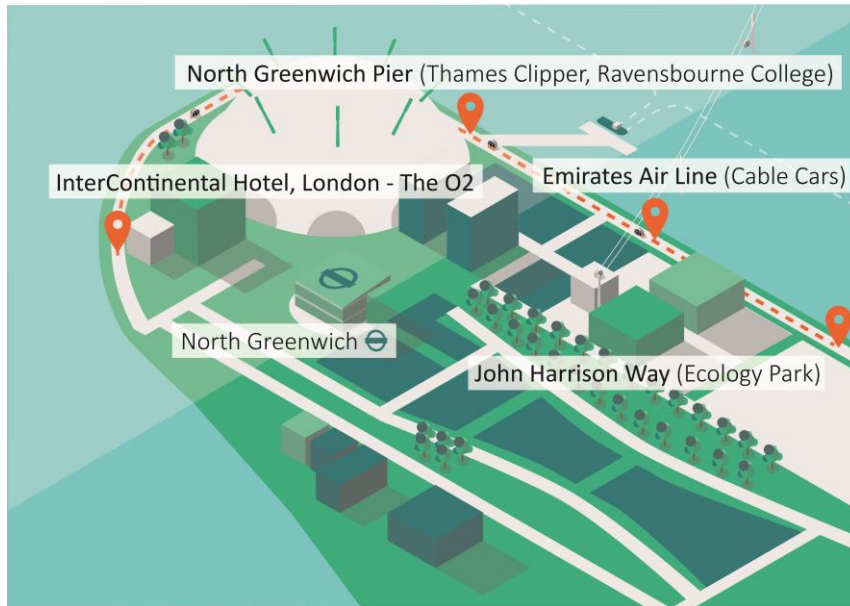 North Greenwich Pier (Thames Clipper, Ravensbourne College)
InterContinental Hotel, London - The O2
Emirates Air Line (Cable Cars)
North Greenwich
John Harrison Way (Ecology Park)